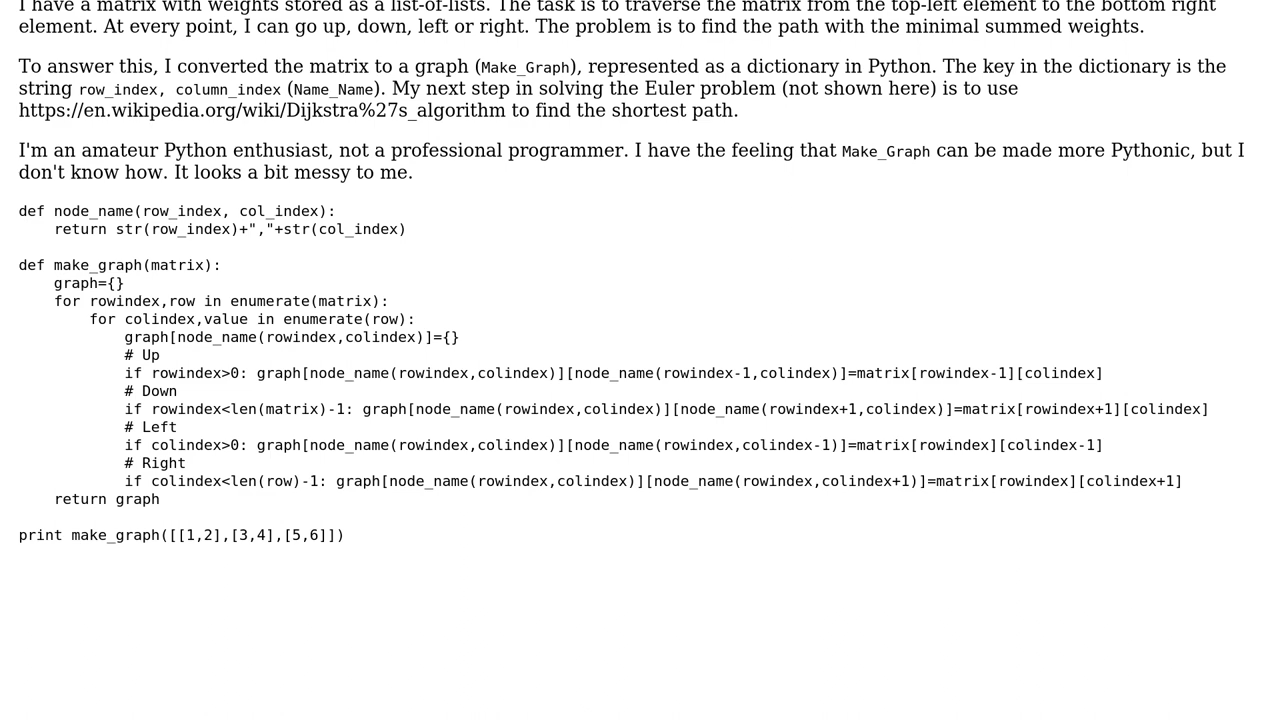 I have a matrix with weights stored as a list-of-lists. The task is to traverse the matrix from the top-left element to the bottom right
element. At every point, I can go up, down, left or right. The problem is to find the path with the minimal summed weights.
To answer this, I converted the matrix to a graph (Make_Graph), represented as a dictionary in Python. The key in the dictionary is the
string row_index, column_index (Name_Name). My next step in solving the Euler problem (not shown here) is to use
https://en.wikipedia.org/wiki/Dijkstra%27s_algorithm to find the shortest path.
I'm an amateur Python enthusiast, not a professional programmer. I have the feeling that Make_Graph can be made more Pythonic, but I
don't know how. It looks a bit messy to me.
def node_name(row_index, col_index):
    return str(row_index)+","+str(col_index)
def make_graph(matrix):
    graph={}
    for rowindex,row in enumerate(matrix):
        for colindex,value in enumerate(row):
            graph[node_name(rowindex,colindex)]={}
            # Up
            if rowindex>0: graph[node_name(rowindex,colindex)][node_name(rowindex-1,colindex)]=matrix[rowindex-1][colindex]
            # Down
            if rowindex<len(matrix)-1: graph[node_name(rowindex,colindex)][node_name(rowindex+1,colindex)]=matrix[rowindex+1][colindex]
            # Left
            if colindex>0: graph[node_name(rowindex,colindex)][node_name(rowindex,colindex-1)]=matrix[rowindex][colindex-1]
            # Right
            if colindex<len(row)-1: graph[node_name(rowindex,colindex)][node_name(rowindex,colindex+1)]=matrix[rowindex][colindex+1]
    return graph
print make_graph([[1,2],[3,4],[5,6]])